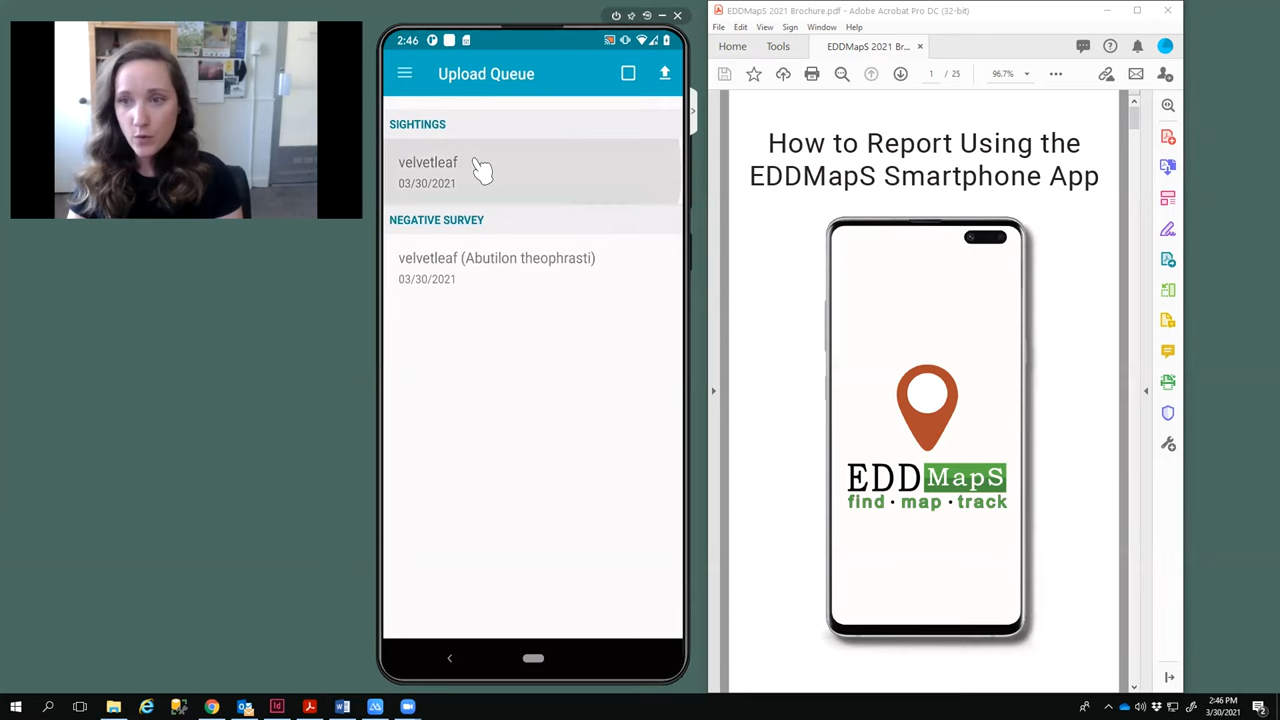 2:46
Upload Queue
SIGHTINGS
velvetleaf
03/30/2021
NEGATIVE SURVEY
velvetleaf (Abutilon theophrasti)
03/30/2021
EDDMapS 2021 Brochure.pdf - Adobe Acrobat Pro DC (32-bit)
File Edit View Sign Window Help
Home Tools EDDMapS 2021 Br... ×
1 / 25 96.7%
How to Report Using the
EDDMapS Smartphone App
EDDMapS
find · map · track
2:46 PM
3/30/2021